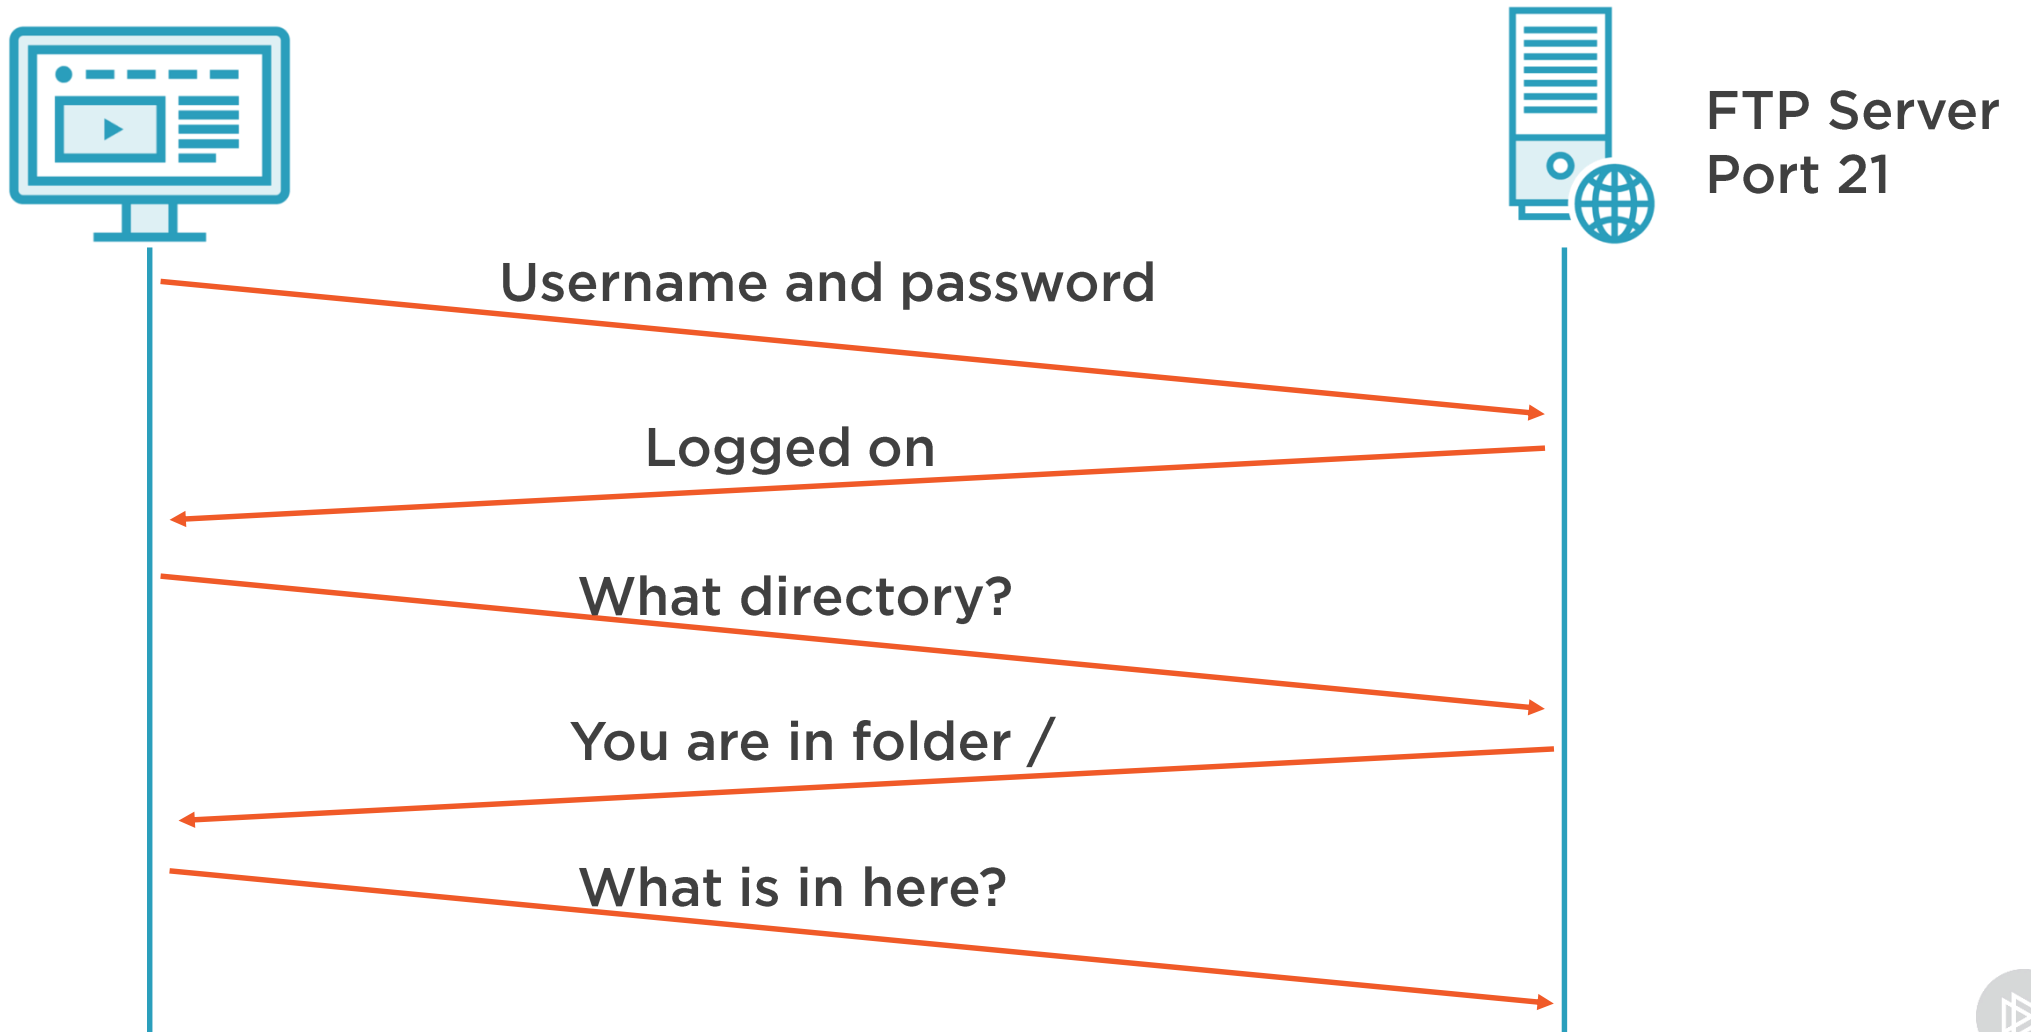 FTP Server
Port 21
Username and password
Logged on
What directory?
You are in folder /
What is in here?